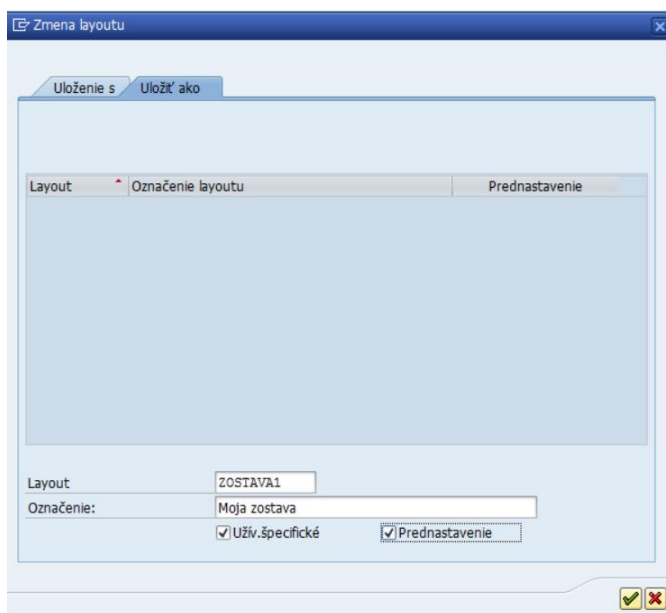 Zmena layoutu
Uloženie s Uložiť ako
Layout Označenie layoutu Prednastavenie
Layout ZOSTAVA1
Označenie: Moja zostava
Užív.špecifické Prednastavenie